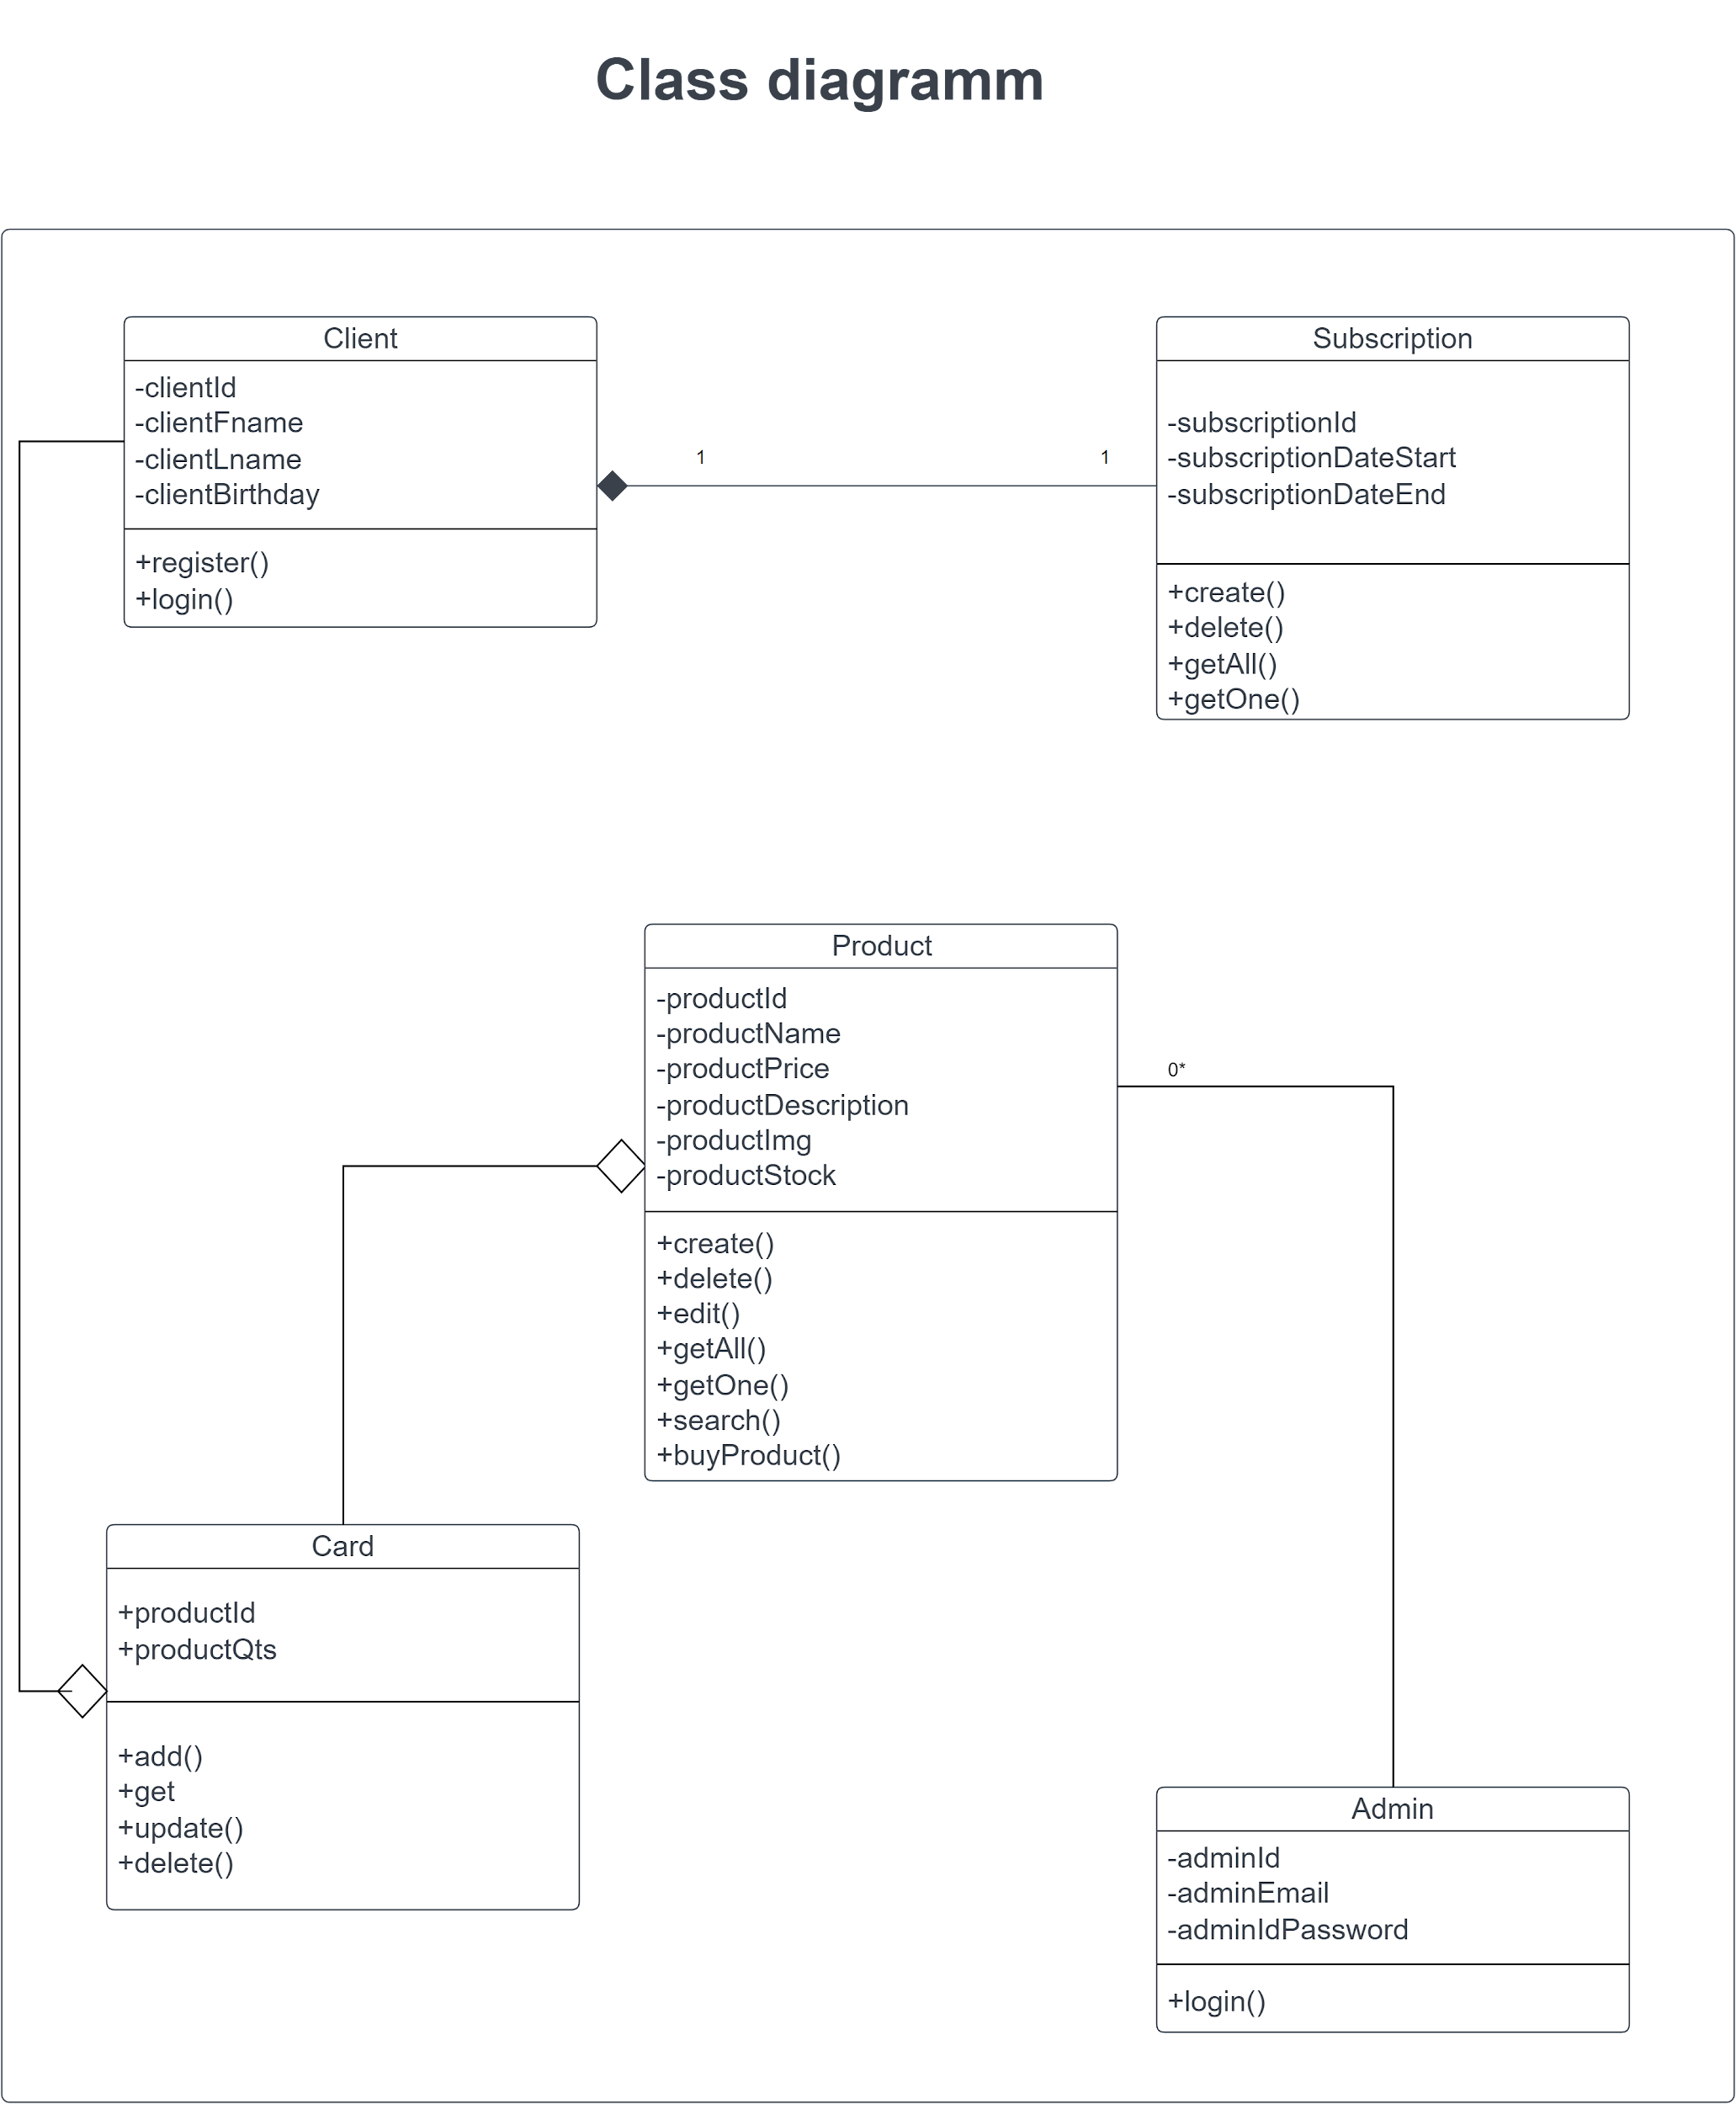 Class diagramm
Client
-clientId
-clientFname
-clientLname
-clientBirthday
+register()
+login()
1
1
Subscription
-subscriptionId
-subscriptionDateStart
-subscriptionDateEnd
+create()
+delete()
+getAll()
+getOne()
Product
-productId
-productName
-productPrice
-productDescription
-productImg
-productStock
+create()
+delete()
+edit()
+getAll()
+getOne()
+search()
+buyProduct()
0*
Card
+productId
+productQts
+add()
+get
+update()
+delete()
Admin
-adminId
-adminEmail
-adminIdPassword
+login()